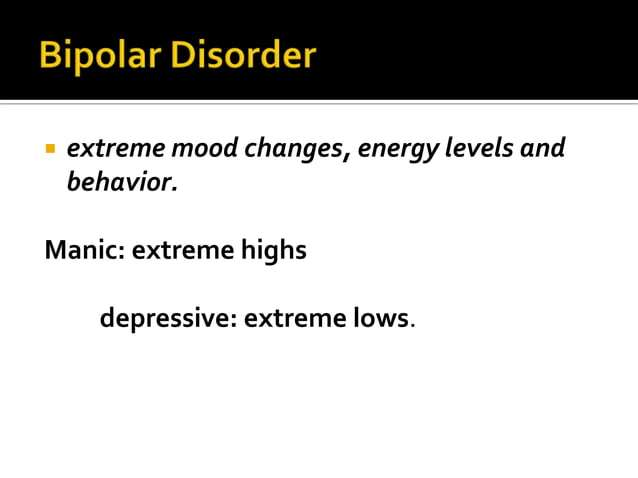 Bipolar Disorder
extreme mood changes, energy levels and
behavior.
Manic: extreme highs
depressive: extreme lows.